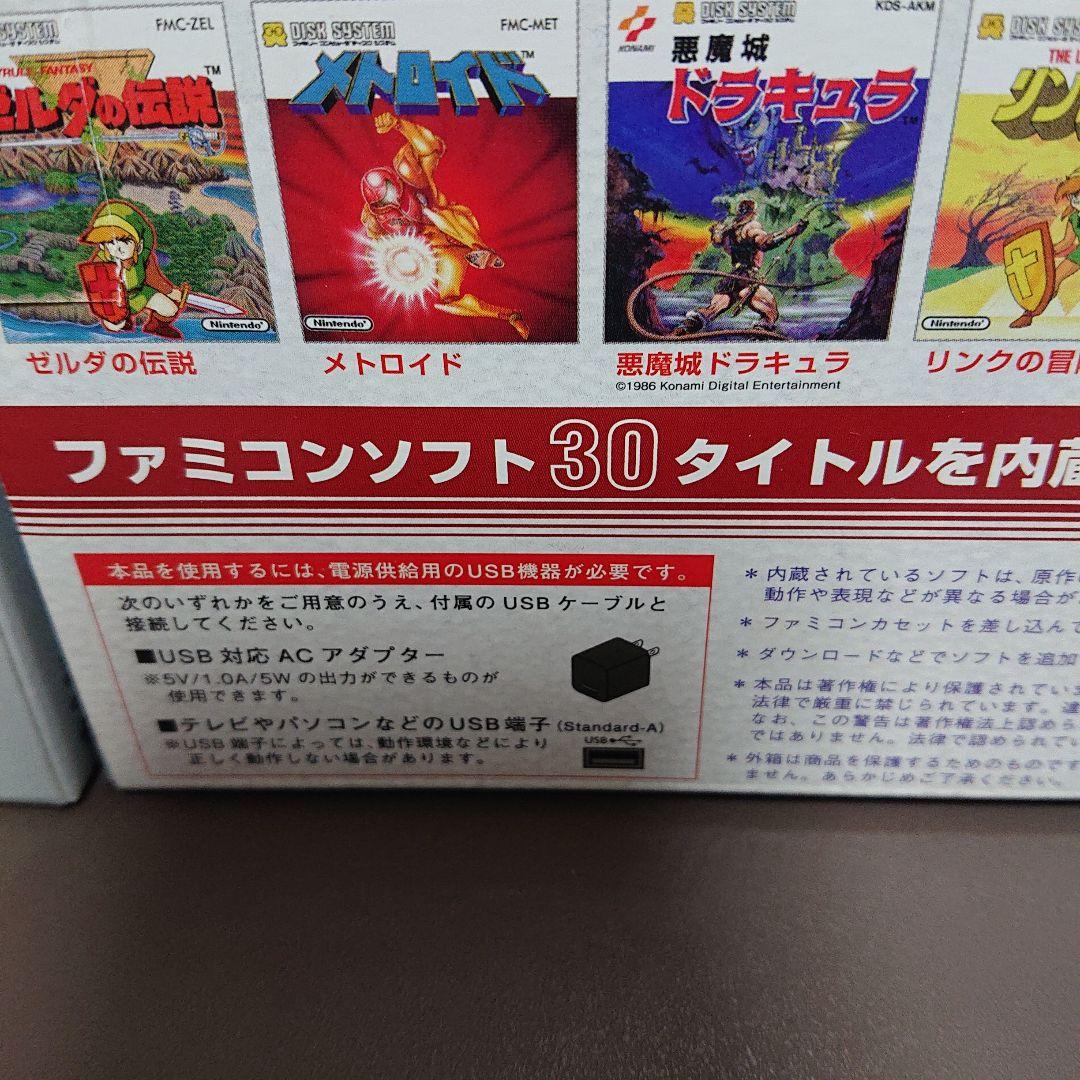 FMC-ZEL
DISK SYSTEM
FMC-MET
DISK SYSTEM
KDS-AKM
KONAMI
ゼルダの伝説
TM
メトロイド
TM
悪魔城
ドラキュラ
TM
Nintendo
Nintendo
Nintendo
ゼルダの伝説
メトロイド
悪魔城ドラキュラ
リンクの冒
©1986 Konami Digital Entertainment
ファミコンソフト30タイトルを内蔵
本品を使用するには、電源供給用のUSB機器が必要です。
次のいずれかをご用意のうえ、付属のUSBケーブルと
接続してください。
■USB対応ACアダプター
※5V/1.0A/5Wの出力ができるものが
使用できます。
■テレビやパソコンなどのUSB端子(Standard-A)
※USB端子によっては、動作環境などにより
正しく動作しない場合があります。
USB
*内蔵されているソフトは、原作
動作や表現などが異なる場合が
*ファミコンカセットを差し込んで
*ダウンロードなどでソフトを追加
*本品は著作権により保護されていま
法律で厳重に禁じられています。違
なお、この警告は著作権法上認めら
ではありません。法律で認められてい
*外箱は商品を保護するためのものです
ません。あらかじめご了承ください。